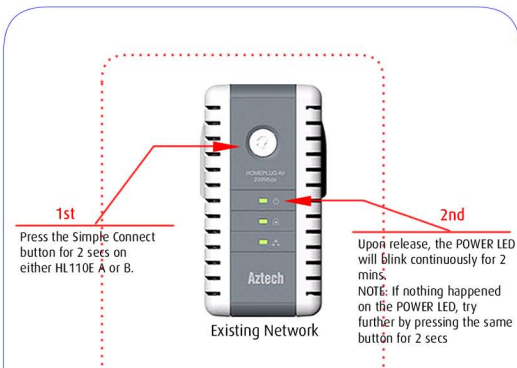 HOMEPLUG AV
200Mbps
Aztech
Existing Network
1st
Press the Simple Connect
button for 2 secs on
either HL110E A or B.
2nd
Upon release, the POWER LED
will blink continuously for 2
mins.
NOTE: If nothing happened
on the POWER LED, try
further by pressing the same
button for 2 secs